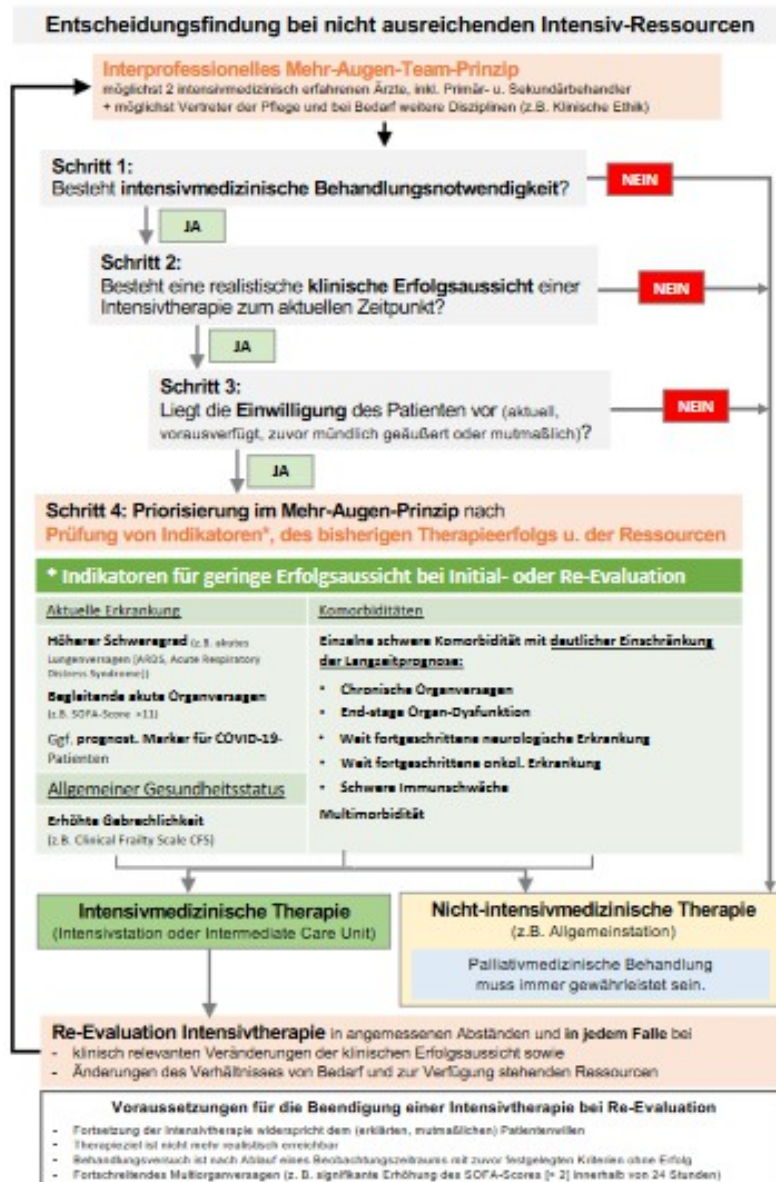 Entscheidungsfindung bei nicht ausreichenden Intensiv-Ressourcen
Interprofessionelles Mehr-Augen-Team-Prinzip
möglichst 2 intensivmedizinisch erfahrenen Ärzte, inkl. Primär- u. Sekundärbehandler
+ möglichst Vertreter der Pflege und bei Bedarf weitere Disziplinen (z.B. Klinische Ethik)
Schritt 1:
Besteht intensivmedizinische Behandlungsnotwendigkeit?
NEIN
JA
Schritt 2:
Besteht eine realistische klinische Erfolgsaussicht einer
Intensivtherapie zum aktuellen Zeitpunkt?
NEIN
JA
Schritt 3:
Liegt die Einwilligung des Patienten vor (aktuell,
vorausverfügt, zuvor mündlich geäußert oder mutmaßlich)?
NEIN
JA
Schritt 4: Priorisierung im Mehr-Augen-Prinzip nach
Prüfung von Indikatoren*, des bisherigen Therapieerfolgs u. der Ressourcen
* Indikatoren für geringe Erfolgsaussicht bei Initial- oder Re-Evaluation
Aktuelle Erkrankung
Höherer Schweregrad (z.B. akutes
Lungenversagen [ARDS, Acute Respiratory
Distress Syndrome])
Begleitende akute Organversagen
(z.B. SOFA-Score >11)
Ggf. prognost. Marker für COVID-19-
Patienten
Allgemeiner Gesundheitsstatus
Erhöhte Gebrechlichkeit
(z.B. Clinical Frailty Scale CFS)
Komorbiditäten
Einzelne schwere Komorbidität mit deutlicher Einschränkung
der Langzeitprognose:
• Chronische Organversagen
• End-stage Organ-Dysfunktion
• Weit fortgeschrittene neurologische Erkrankung
• Weit fortgeschrittene onkol. Erkrankung
• Schwere Immunschwäche
Multimorbidität
Intensivmedizinische Therapie
(Intensivstation oder Intermediate Care Unit)
Nicht-intensivmedizinische Therapie
(z.B. Allgemeinstation)
Palliativmedizinische Behandlung
muss immer gewährleistet sein.
Re-Evaluation Intensivtherapie in angemessenen Abständen und in jedem Falle bei
- klinisch relevanten Veränderungen der klinischen Erfolgsaussicht sowie
- Änderungen des Verhältnisses von Bedarf und zur Verfügung stehenden Ressourcen
Voraussetzungen für die Beendigung einer Intensivtherapie bei Re-Evaluation
- Fortsetzung der Intensivtherapie widerspricht dem (erklärten, mutmaßlichen) Patientenwillen
- Therapieziel ist nicht mehr realistisch erreichbar
- Behandlungsversuch ist nach Ablauf eines Beobachtungszeitraums mit zuvor festgelegten Kriterien ohne Erfolg
- Fortschreitendes Multiorganversagen (z. B. signifikante Erhöhung des SOFA-Scores [≥ 2] innerhalb von 24 Stunden)